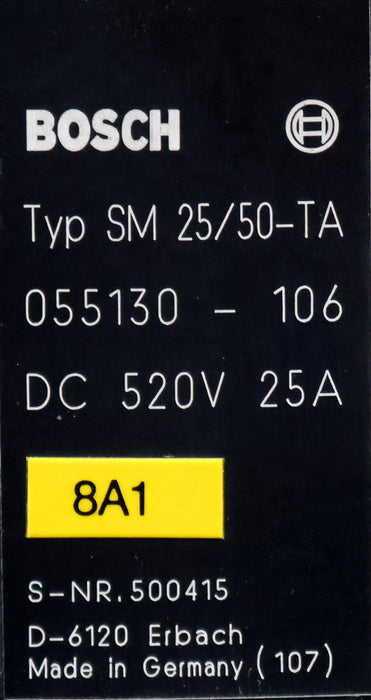 BOSCH
Typ SM 25/50-TA
055130 - 106
DC 520V 25A
8A1
S-NR. 500415
D-6120 Erbach
Made in Germany (107)